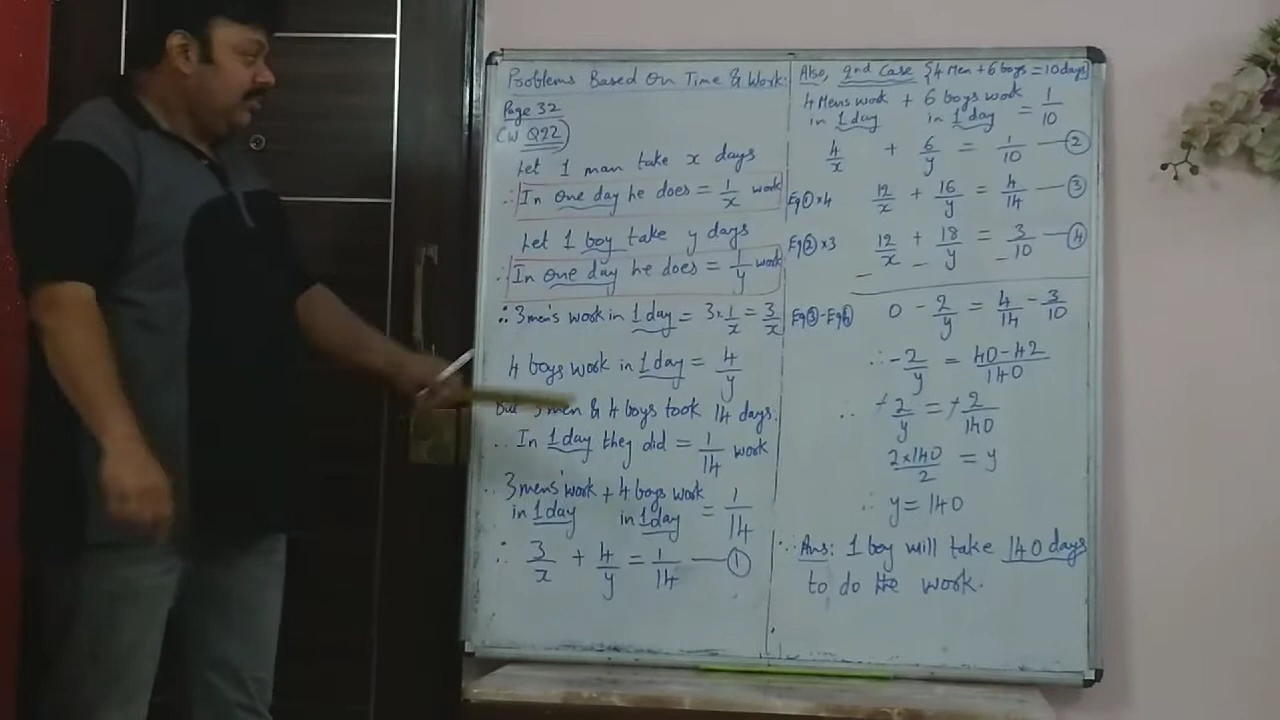 Problems Based On Time & Work:
Page 32
CW Q92
Let 1 man take x days
∴ In one day he does = 1/x work
Let 1 boy take y days
∴ In one day he does = 1/y work
∴ 3 men's work in 1 day = 3×1/x = 3/x
4 boys work in 1 day = 4/y
But 3 men & 4 boys took 14 days.
∴ In 1 day they did = 1/14 work
∴ 3 men's work in 1 day + 4 boys work in 1 day = 1/14
∴ 3/x + 4/y = 1/14 — ①
Also, 2nd Case {4 Men + 6 boys = 10 days}
4 Mens work in 1 day + 6 boys work in 1 day = 1/10
4/x + 6/y = 1/10 — ②
Eq① ×4 12/x + 16/y = 4/14 — ③
Eq② ×3 12/x + 18/y = 3/10 — ④
– – –
Eq③ - Eq④ 0 - 2/y = 4/14 - 3/10
∴ -2/y = 40-42/140
∴ +2/y = +2/140
2×140/2 = y
∴ y = 140
∴ Ans: 1 boy will take 140 days
to do the work.